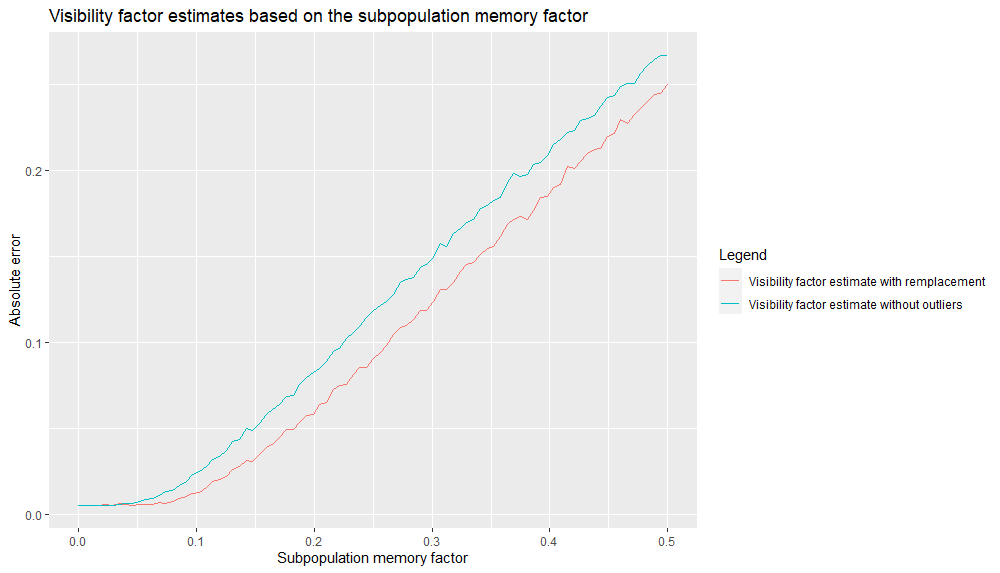 Visibility factor estimates based on the subpopulation memory factor
Absolute error
0.2
0.1
0.0
0.0 0.1 0.2 0.3 0.4 0.5
Subpopulation memory factor
Legend
Visibility factor estimate with remplacement
Visibility factor estimate without outliers